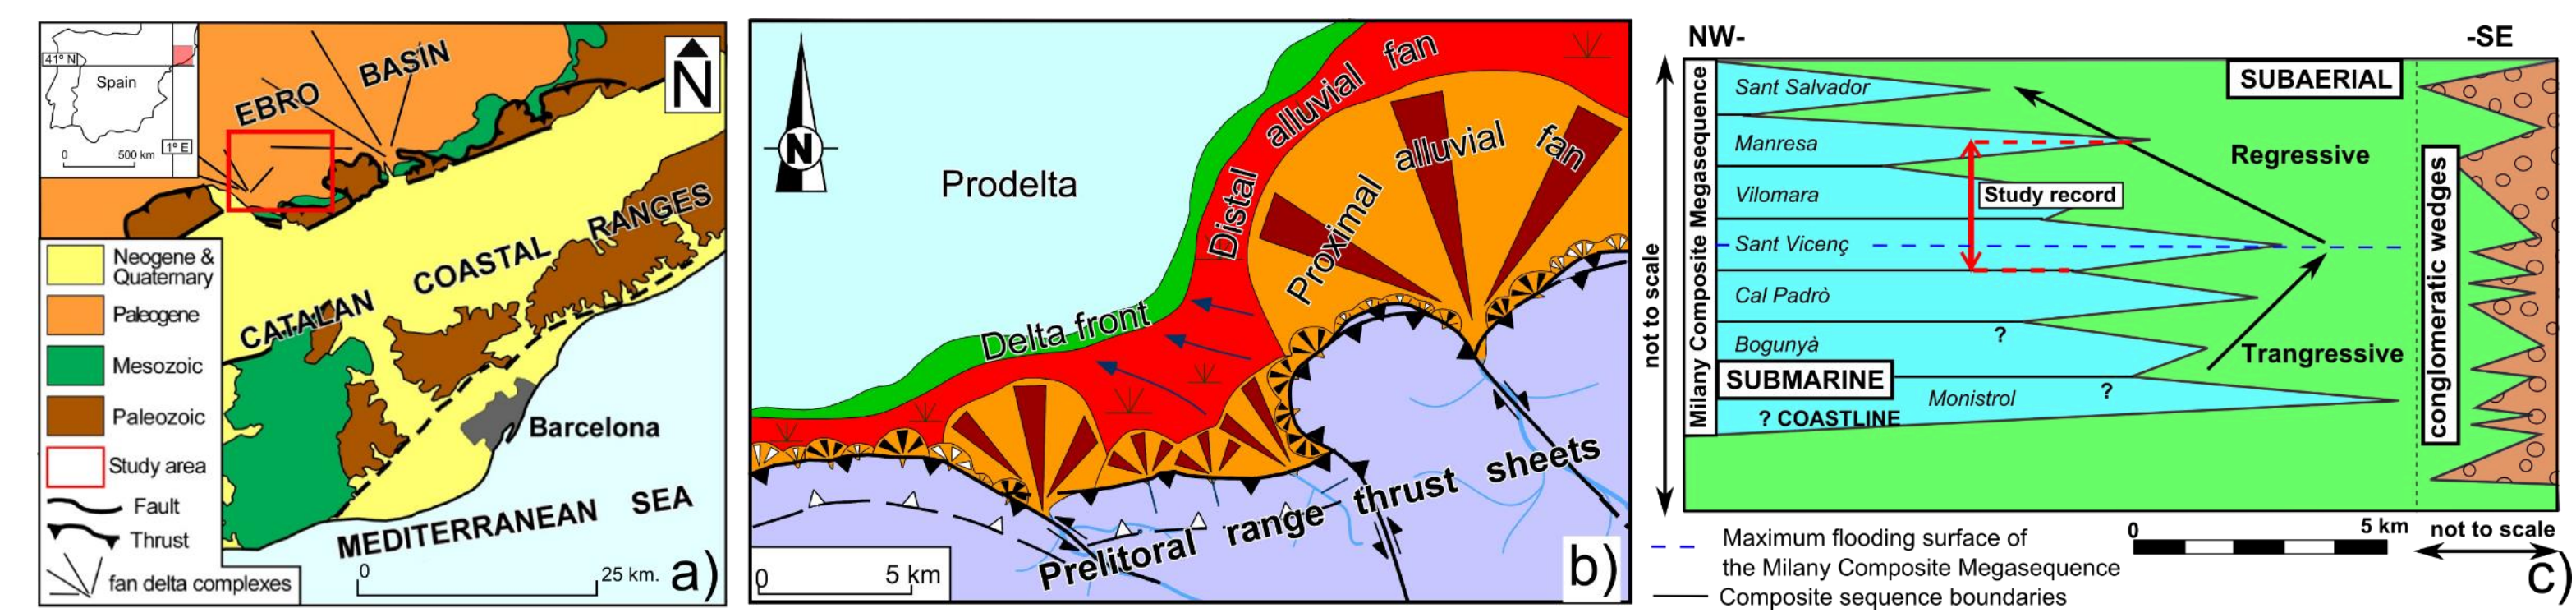 41º N
Spain
0 500 km
1º E
EBRO BASIN
N
CATALAN COASTAL RANGES
Neogene &
Quaternary
Paleogene
Mesozoic
Paleozoic
Study area
Fault
Thrust
fan delta complexes
Barcelona
MEDITERRANEAN SEA
0 25 km.
a)
N
Prodelta
Distal alluvial fan
Proximal alluvial fan
Delta front
Prelitoral range thrust sheets
0 5 km
b)
NW- -SE
not to scale
Milany Composite Megasequence
Sant Salvador
Manresa
Vilomara
Sant Vicenç
Cal Padrò
Bogunyà
Monistrol
SUBMARINE
? COASTLINE
?
?
SUBAERIAL
Regressive
Study record
Trangressive
conglomeratic wedges
Maximum flooding surface of
the Milany Composite Megasequence
Composite sequence boundaries
0 5 km
not to scale
c)